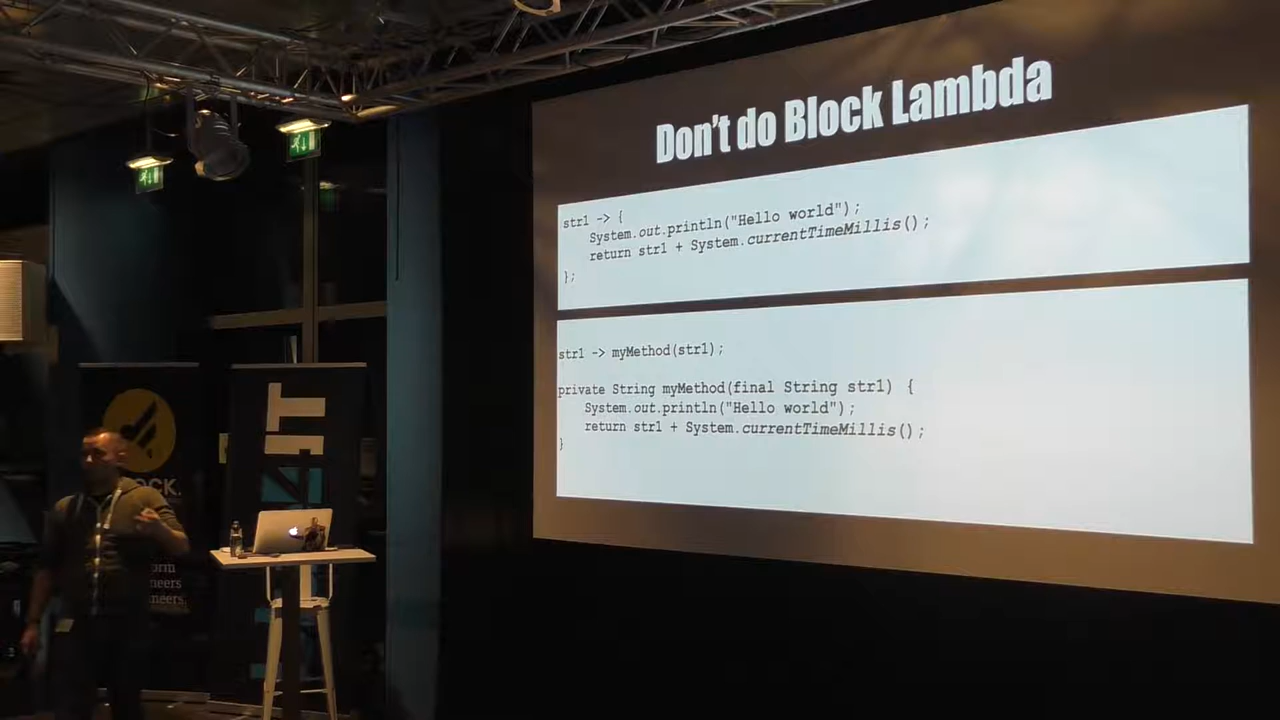 Don't do Block Lambda
str1 -> {
System.out.println("Hello world");
return str1 + System.currentTimeMillis();
};
str1 -> myMethod(str1);
private String myMethod(final String str1) {
System.out.println("Hello world");
return str1 + System.currentTimeMillis();
}